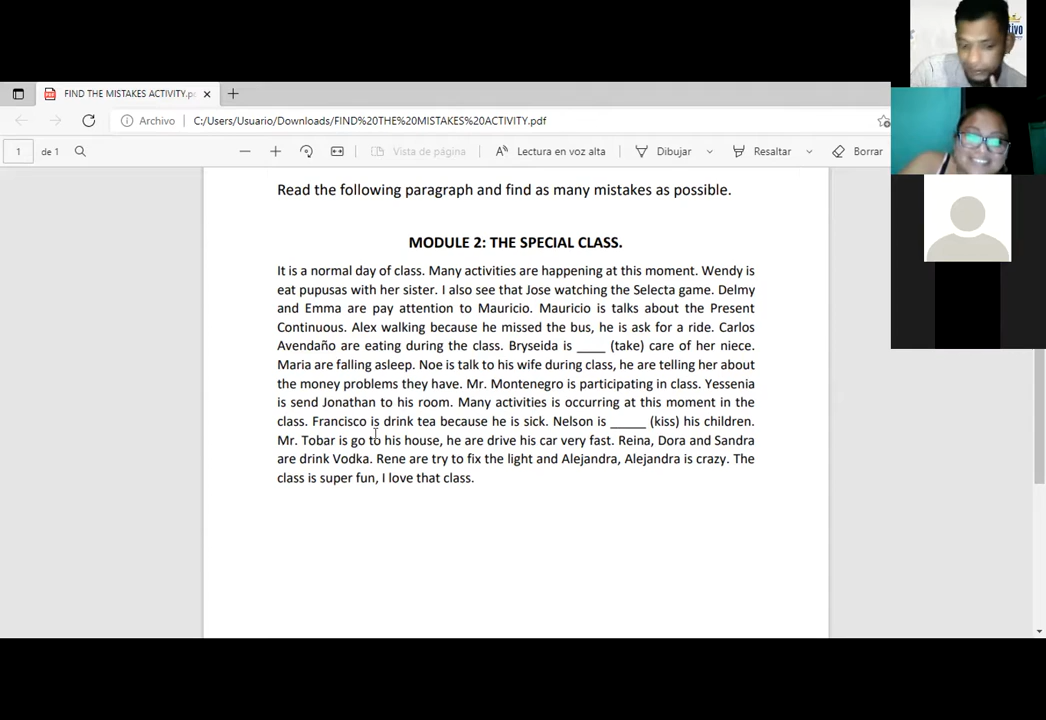 tivo
FIND THE MISTAKES ACTIVITY.p
Archivo C:/Users/Usuario/Downloads/FIND%20THE%20MISTAKES%20ACTIVITY.pdf
1 de 1 Vista de página Lectura en voz alta Dibujar Resaltar Borrar
Read the following paragraph and find as many mistakes as possible.
MODULE 2: THE SPECIAL CLASS.
It is a normal day of class. Many activities are happening at this moment. Wendy is
eat pupusas with her sister. I also see that Jose watching the Selecta game. Delmy
and Emma are pay attention to Mauricio. Mauricio is talks about the Present
Continuous. Alex walking because he missed the bus, he is ask for a ride. Carlos
Avendaño are eating during the class. Bryseida is ____ (take) care of her niece.
Maria are falling asleep. Noe is talk to his wife during class, he are telling her about
the money problems they have. Mr. Montenegro is participating in class. Yessenia
is send Jonathan to his room. Many activities is occurring at this moment in the
class. Francisco is drink tea because he is sick. Nelson is _____ (kiss) his children.
Mr. Tobar is go to his house, he are drive his car very fast. Reina, Dora and Sandra
are drink Vodka. Rene are try to fix the light and Alejandra, Alejandra is crazy. The
class is super fun, I love that class.